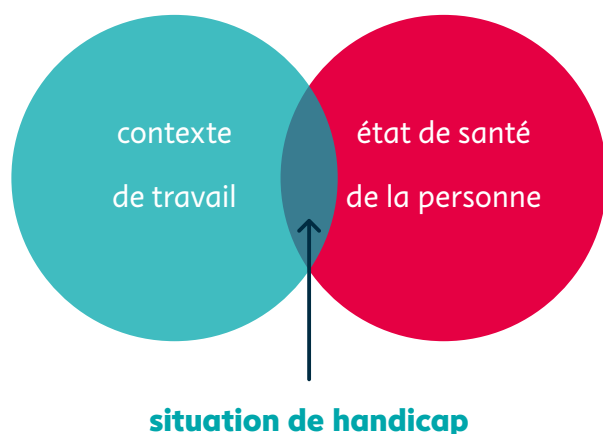 contexte
de travail
état de santé
de la personne
situation de handicap